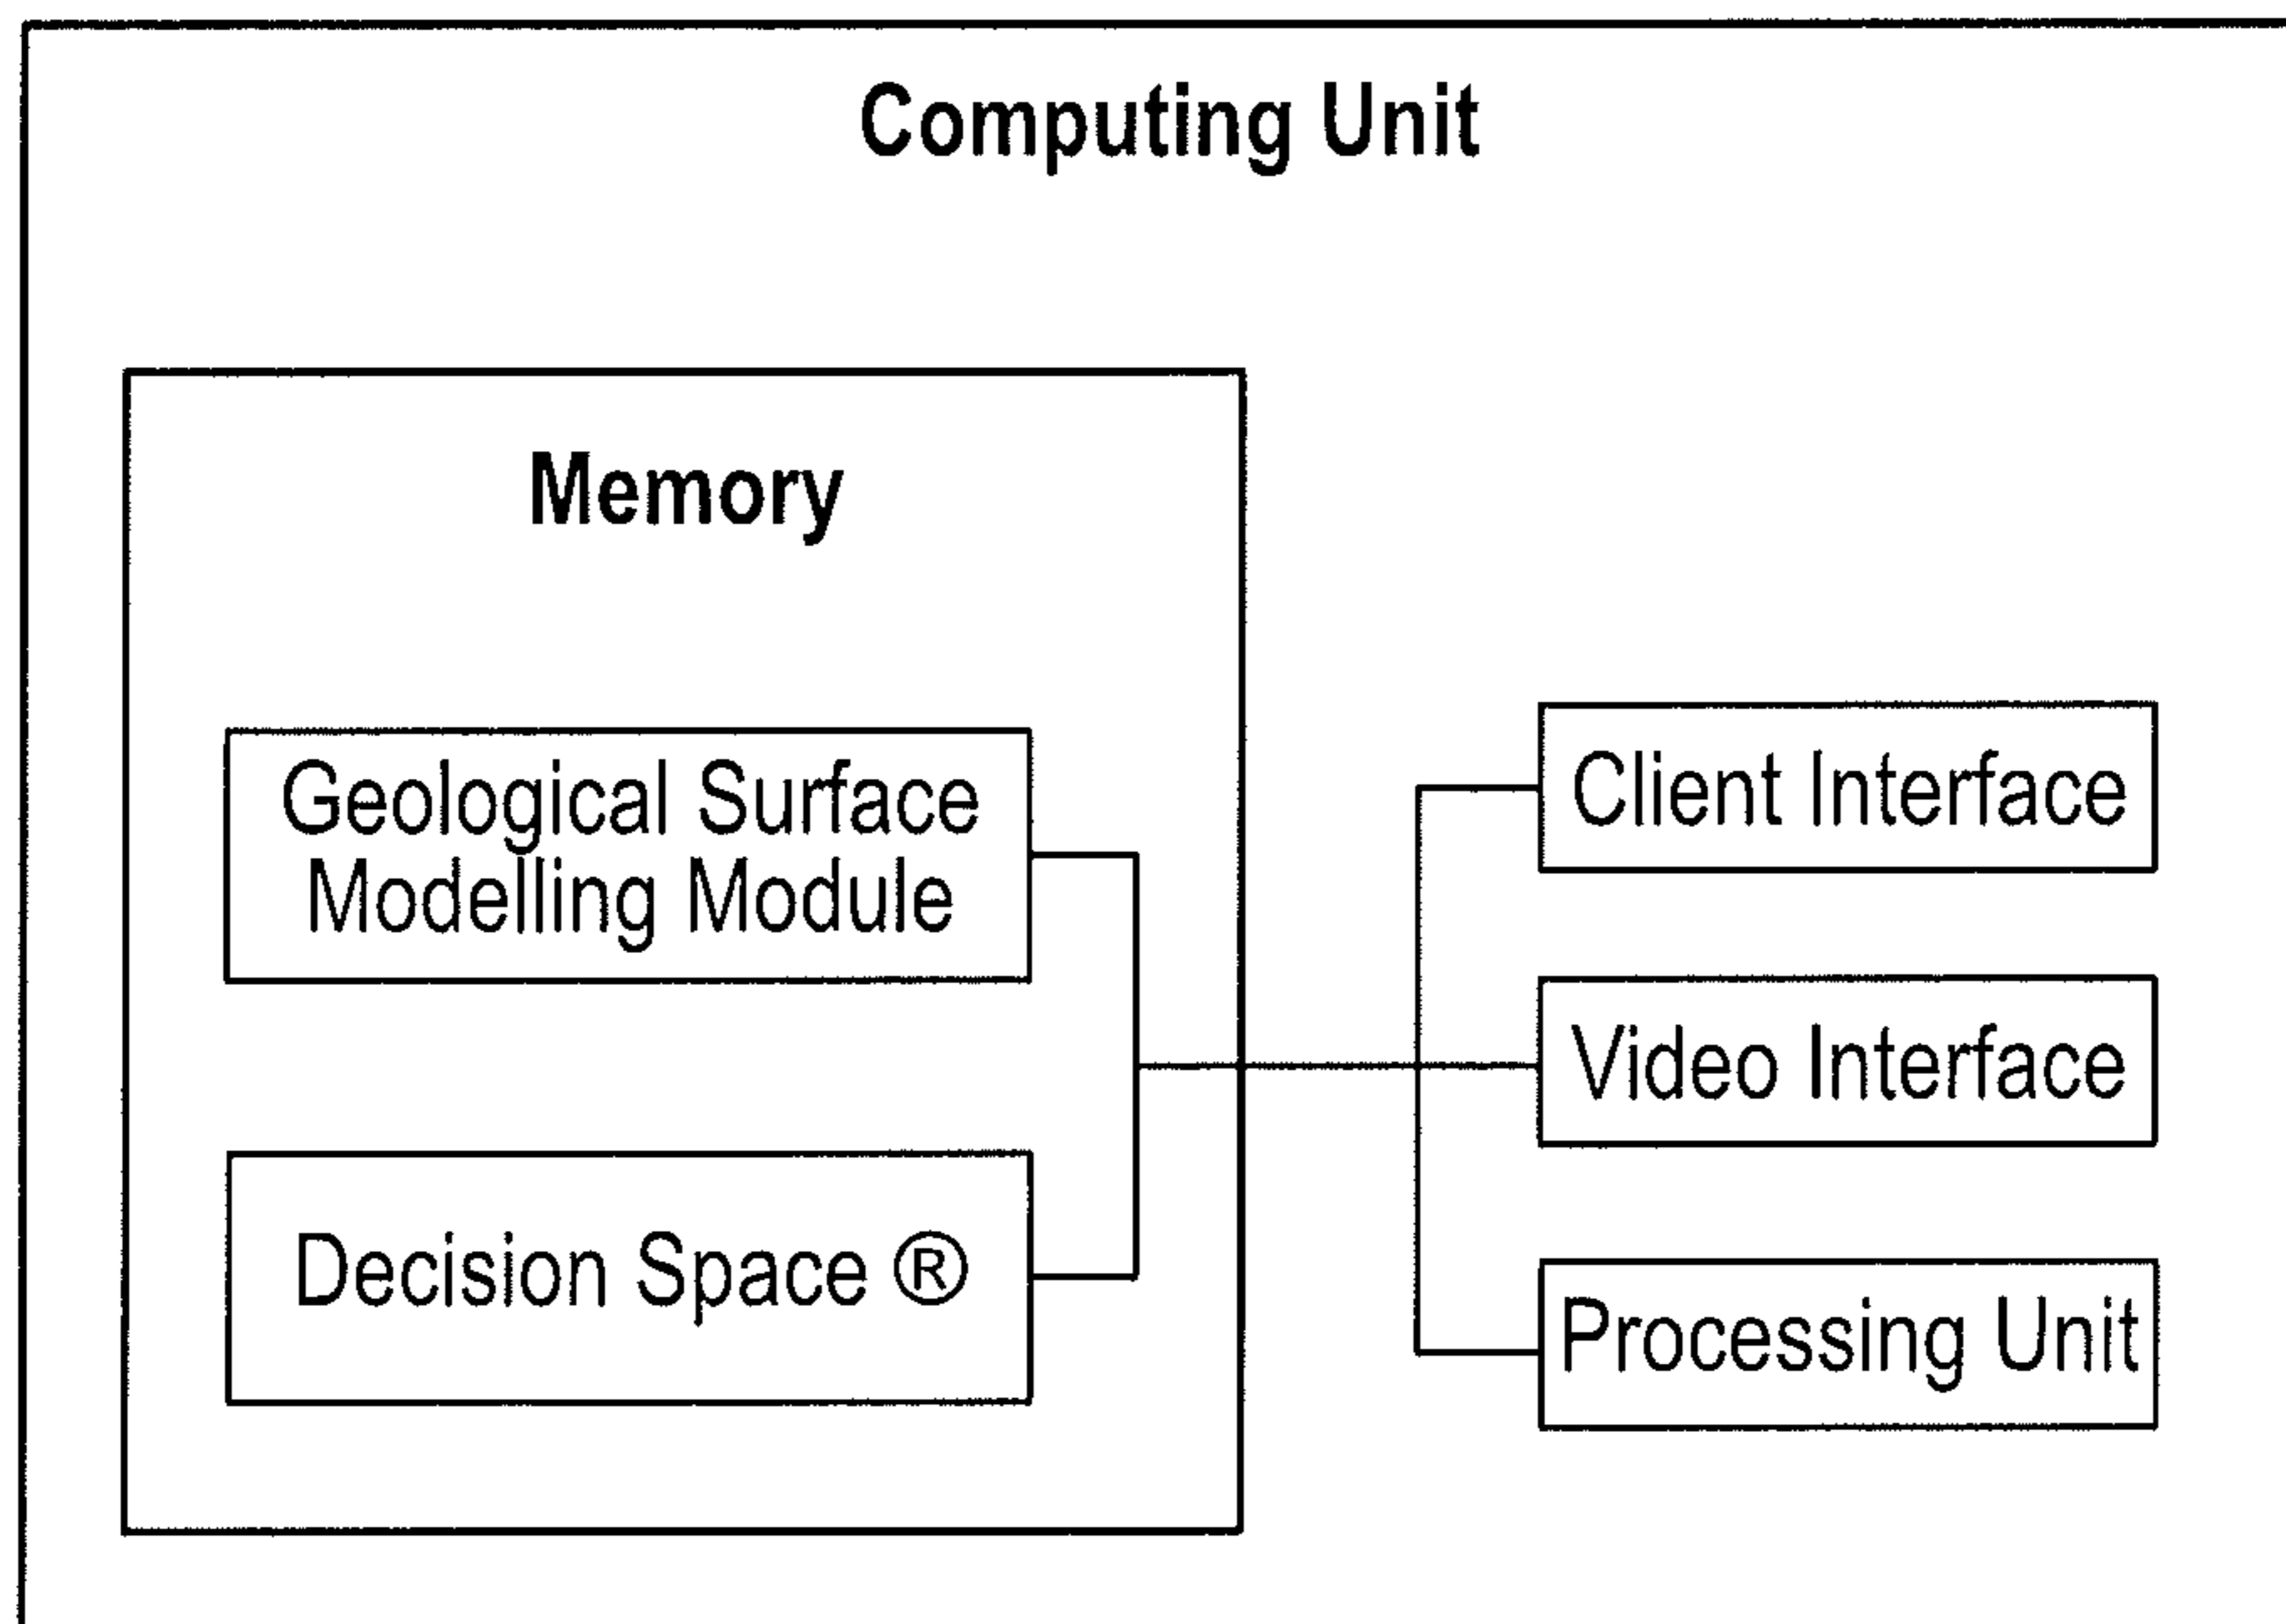 Computing Unit
Memory
Geological Surface
Modelling Module
Decision Space ®
Client Interface
Video Interface
Processing Unit